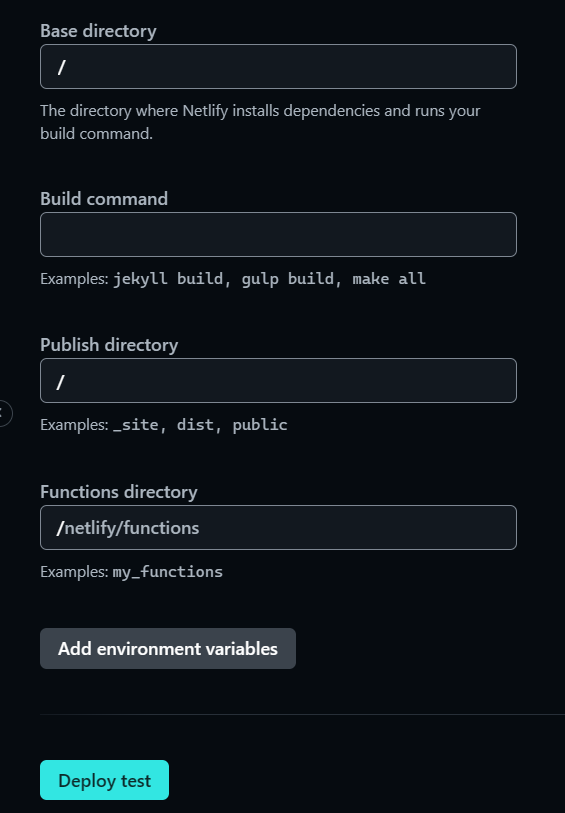 Base directory
/
The directory where Netlify installs dependencies and runs your
build command.
Build command
Examples: jekyll build, gulp build, make all
Publish directory
/
Examples: _site, dist, public
Functions directory
/netlify/functions
Examples: my_functions
Add environment variables
Deploy test